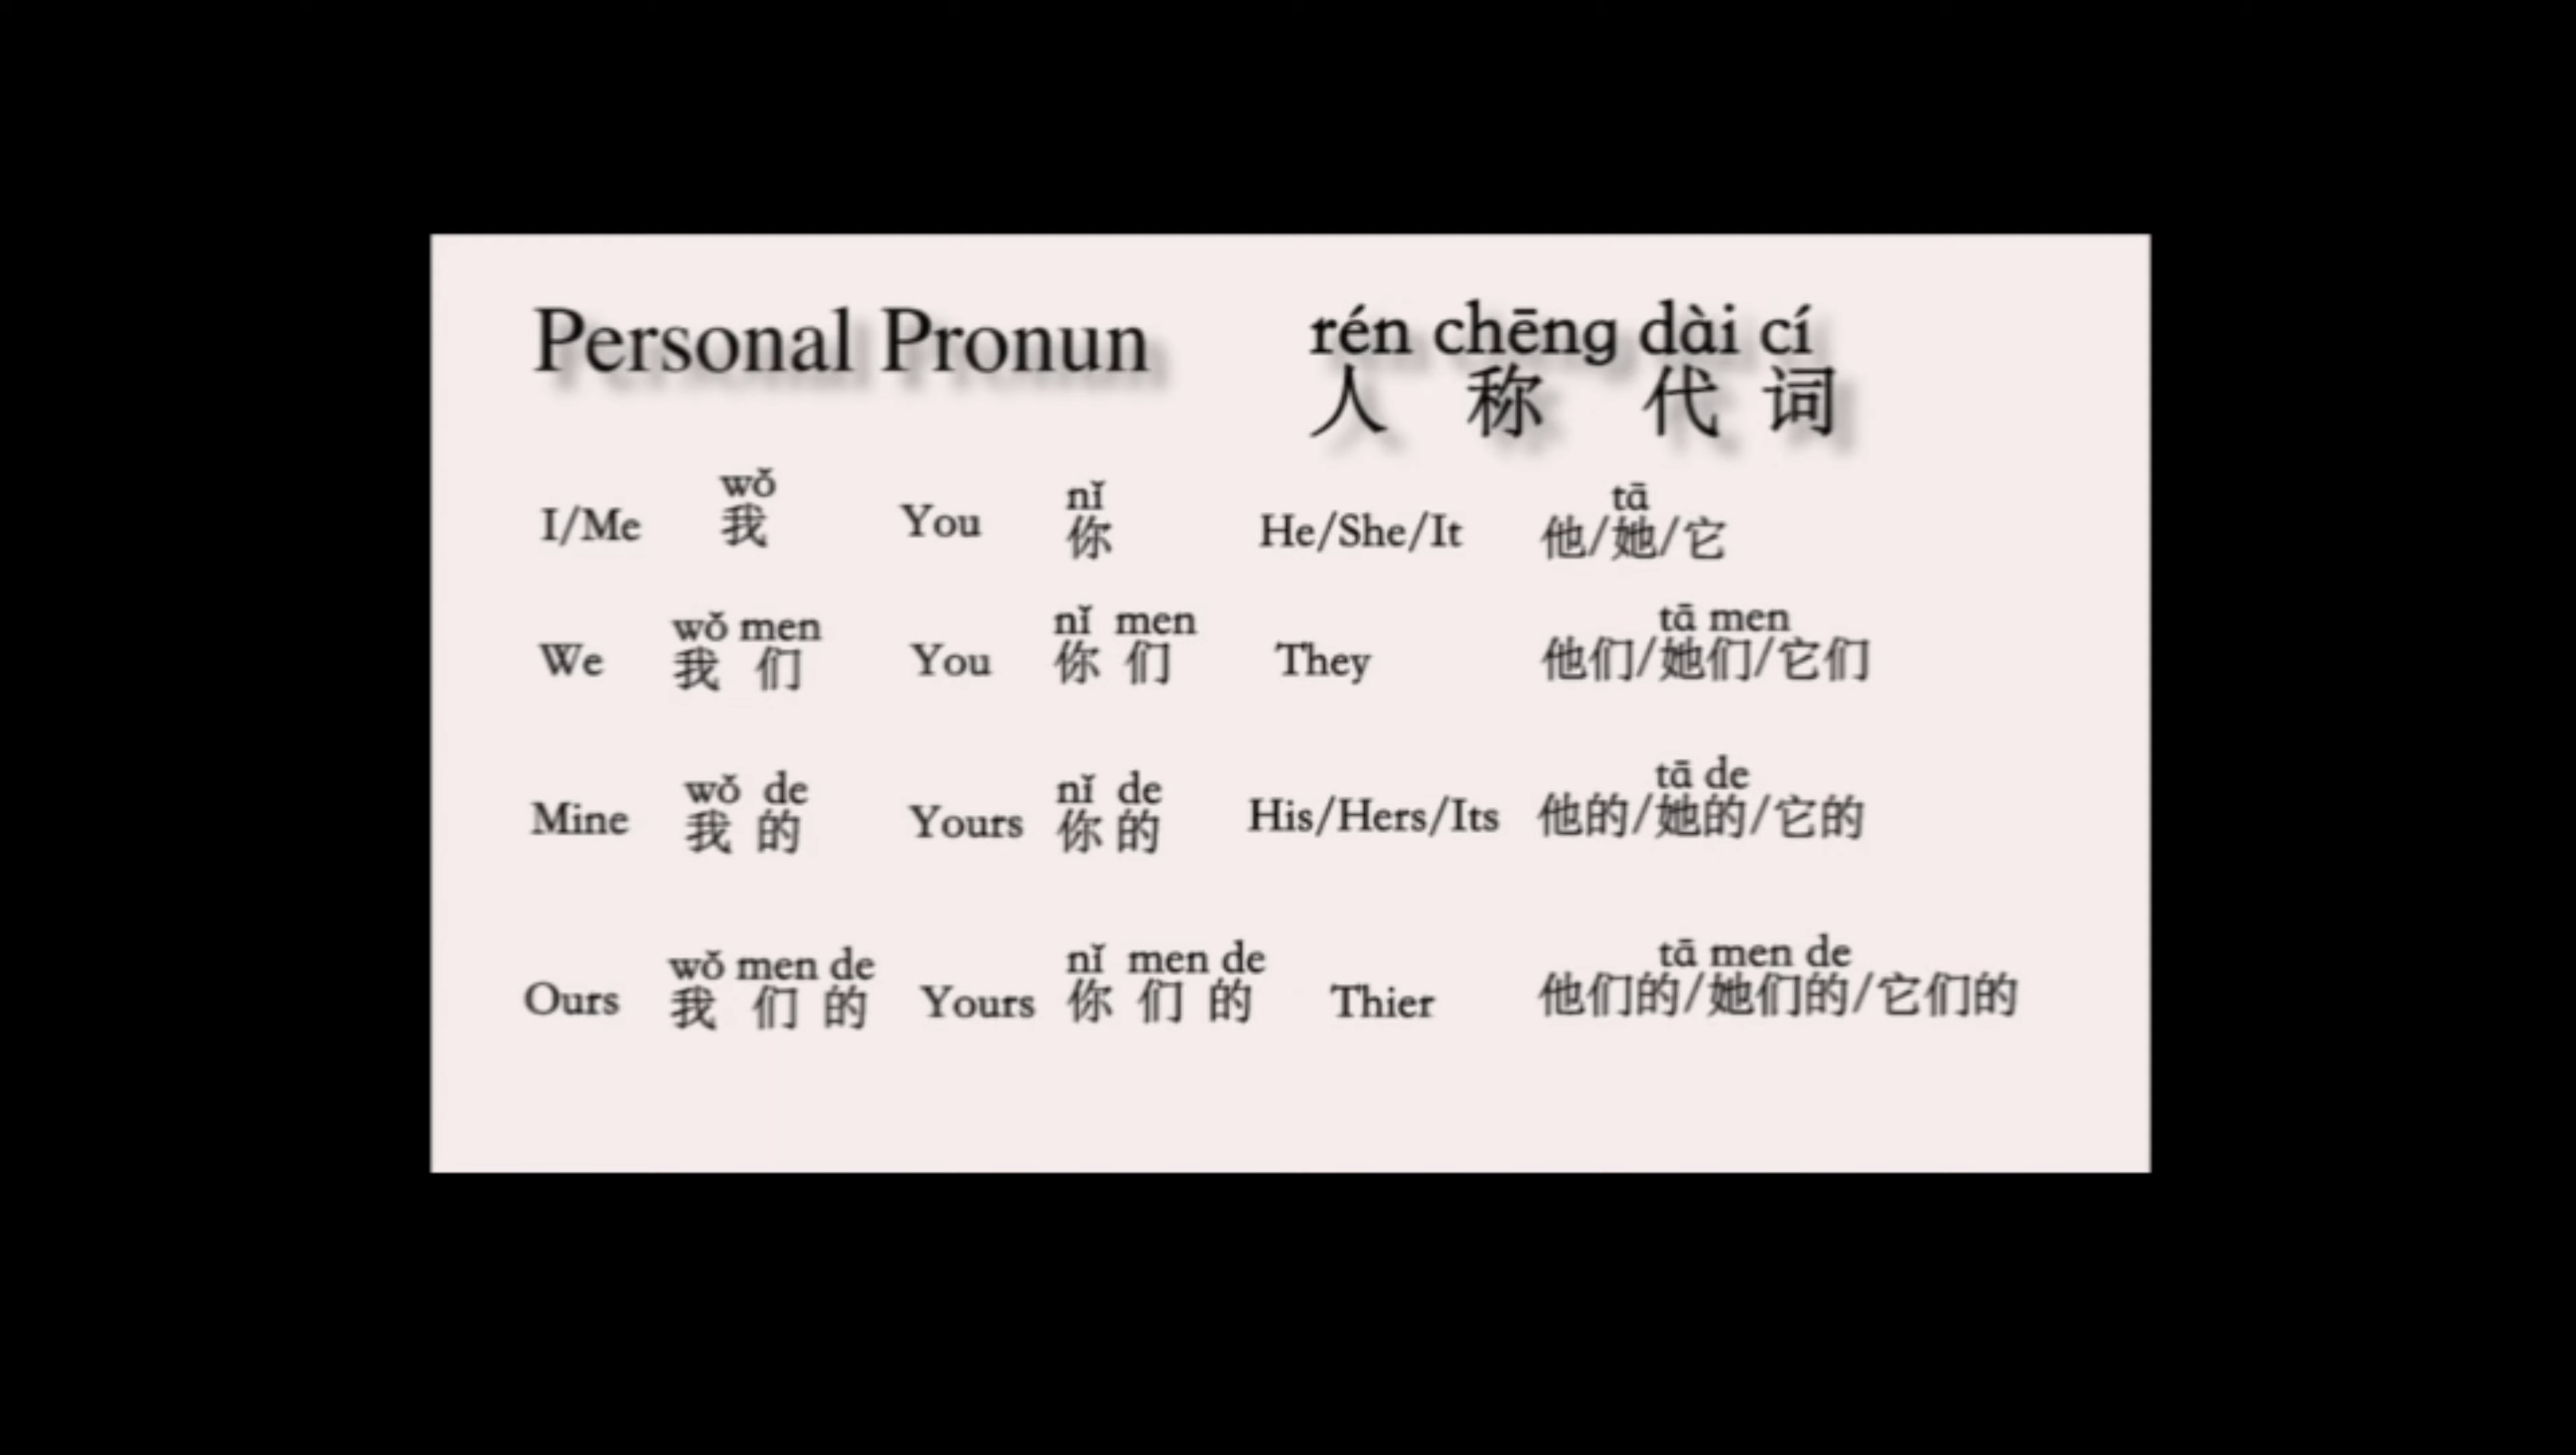 Personal Pronun
rén chēng dài cí
人 称 代 词
wǒ nǐ tā
I/Me 我 You 你 He/She/It 他/她/它
wǒ men nǐ men tā men
We 我 们 You 你 们 They 他们/她们/它们
wǒ de nǐ de tā de
Mine 我 的 Yours 你 的 His/Hers/Its 他的/她的/它的
wǒ men de nǐ men de tā men de
Ours 我 们 的 Yours 你 们 的 Thier 他们的/她们的/它们的